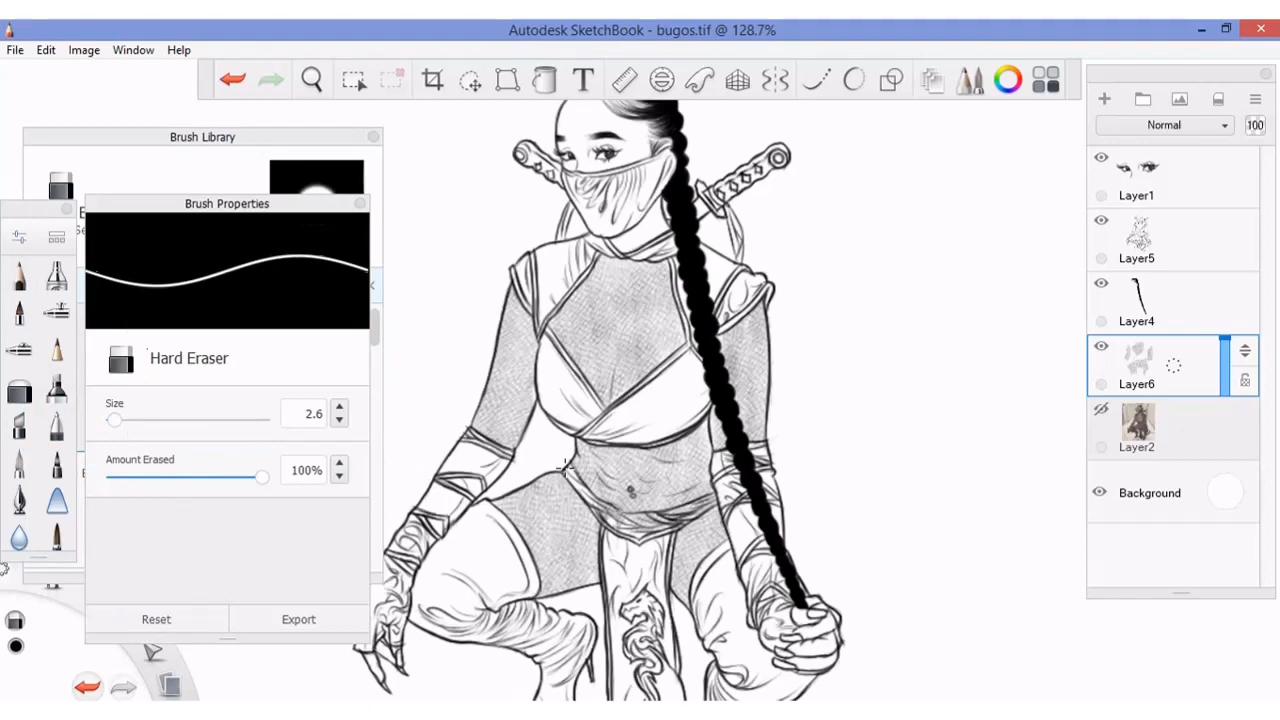 Autodesk SketchBook - bugos.tif @ 128.7%
File Edit Image Window Help
T
Brush Library
Brush Properties
Hard Eraser
Size
2.6
Amount Erased
100%
Reset Export
Normal 100
Layer1
Layer5
Layer4
Layer6
Layer2
Background